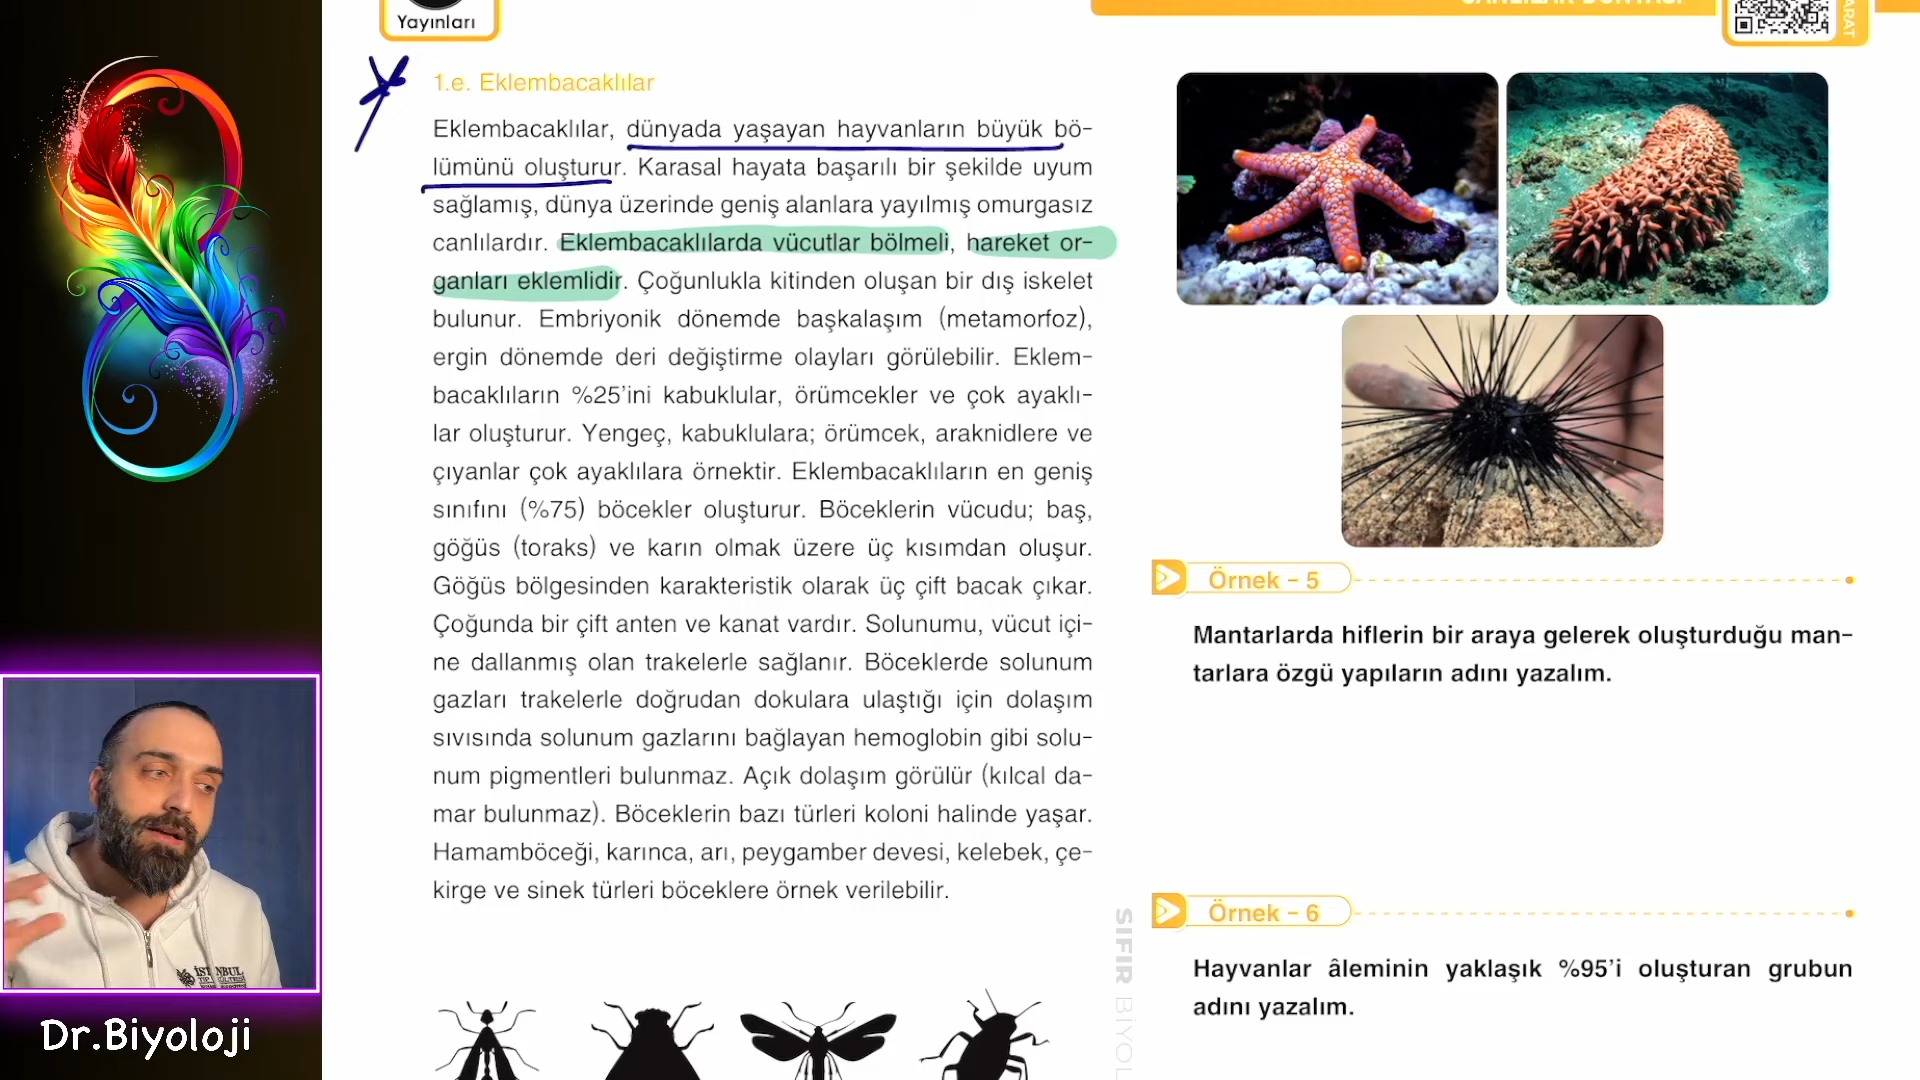 Yayınları
1.e. Eklembacaklılar
Eklembacaklılar, dünyada yaşayan hayvanların büyük bö-
lümünü oluşturur. Karasal hayata başarılı bir şekilde uyum
sağlamış, dünya üzerinde geniş alanlara yayılmış omurgasız
canlılardır. Eklembacaklılarda vücutlar bölmeli, hareket or-
ganları eklemlidir. Çoğunlukla kitinden oluşan bir dış iskelet
bulunur. Embriyonik dönemde başkalaşım (metamorfoz),
ergin dönemde deri değiştirme olayları görülebilir. Eklem-
bacaklıların %25'ini kabuklular, örümcekler ve çok ayaklı-
lar oluşturur. Yengeç, kabuklulara; örümcek, araknidlere ve
çıyanlar çok ayaklılara örnektir. Eklembacaklıların en geniş
sınıfını (%75) böcekler oluşturur. Böceklerin vücudu; baş,
göğüs (toraks) ve karın olmak üzere üç kısımdan oluşur.
Göğüs bölgesinden karakteristik olarak üç çift bacak çıkar.
Çoğunda bir çift anten ve kanat vardır. Solunumu, vücut içi-
ne dallanmış olan trakelerle sağlanır. Böceklerde solunum
gazları trakelerle doğrudan dokulara ulaştığı için dolaşım
sıvısında solunum gazlarını bağlayan hemoglobin gibi solu-
num pigmentleri bulunmaz. Açık dolaşım görülür (kılcal da-
mar bulunmaz). Böceklerin bazı türleri koloni halinde yaşar.
Hamamböceği, karınca, arı, peygamber devesi, kelebek, çe-
kirge ve sinek türleri böceklere örnek verilebilir.
Örnek - 5
Mantarlarda hiflerin bir araya gelerek oluşturduğu man-
tarlara özgü yapıların adını yazalım.
Örnek - 6
Hayvanlar âleminin yaklaşık %95'i oluşturan grubun
adını yazalım.
SIFIR BİYOL
İSTANBUL
Dr.Biyoloji